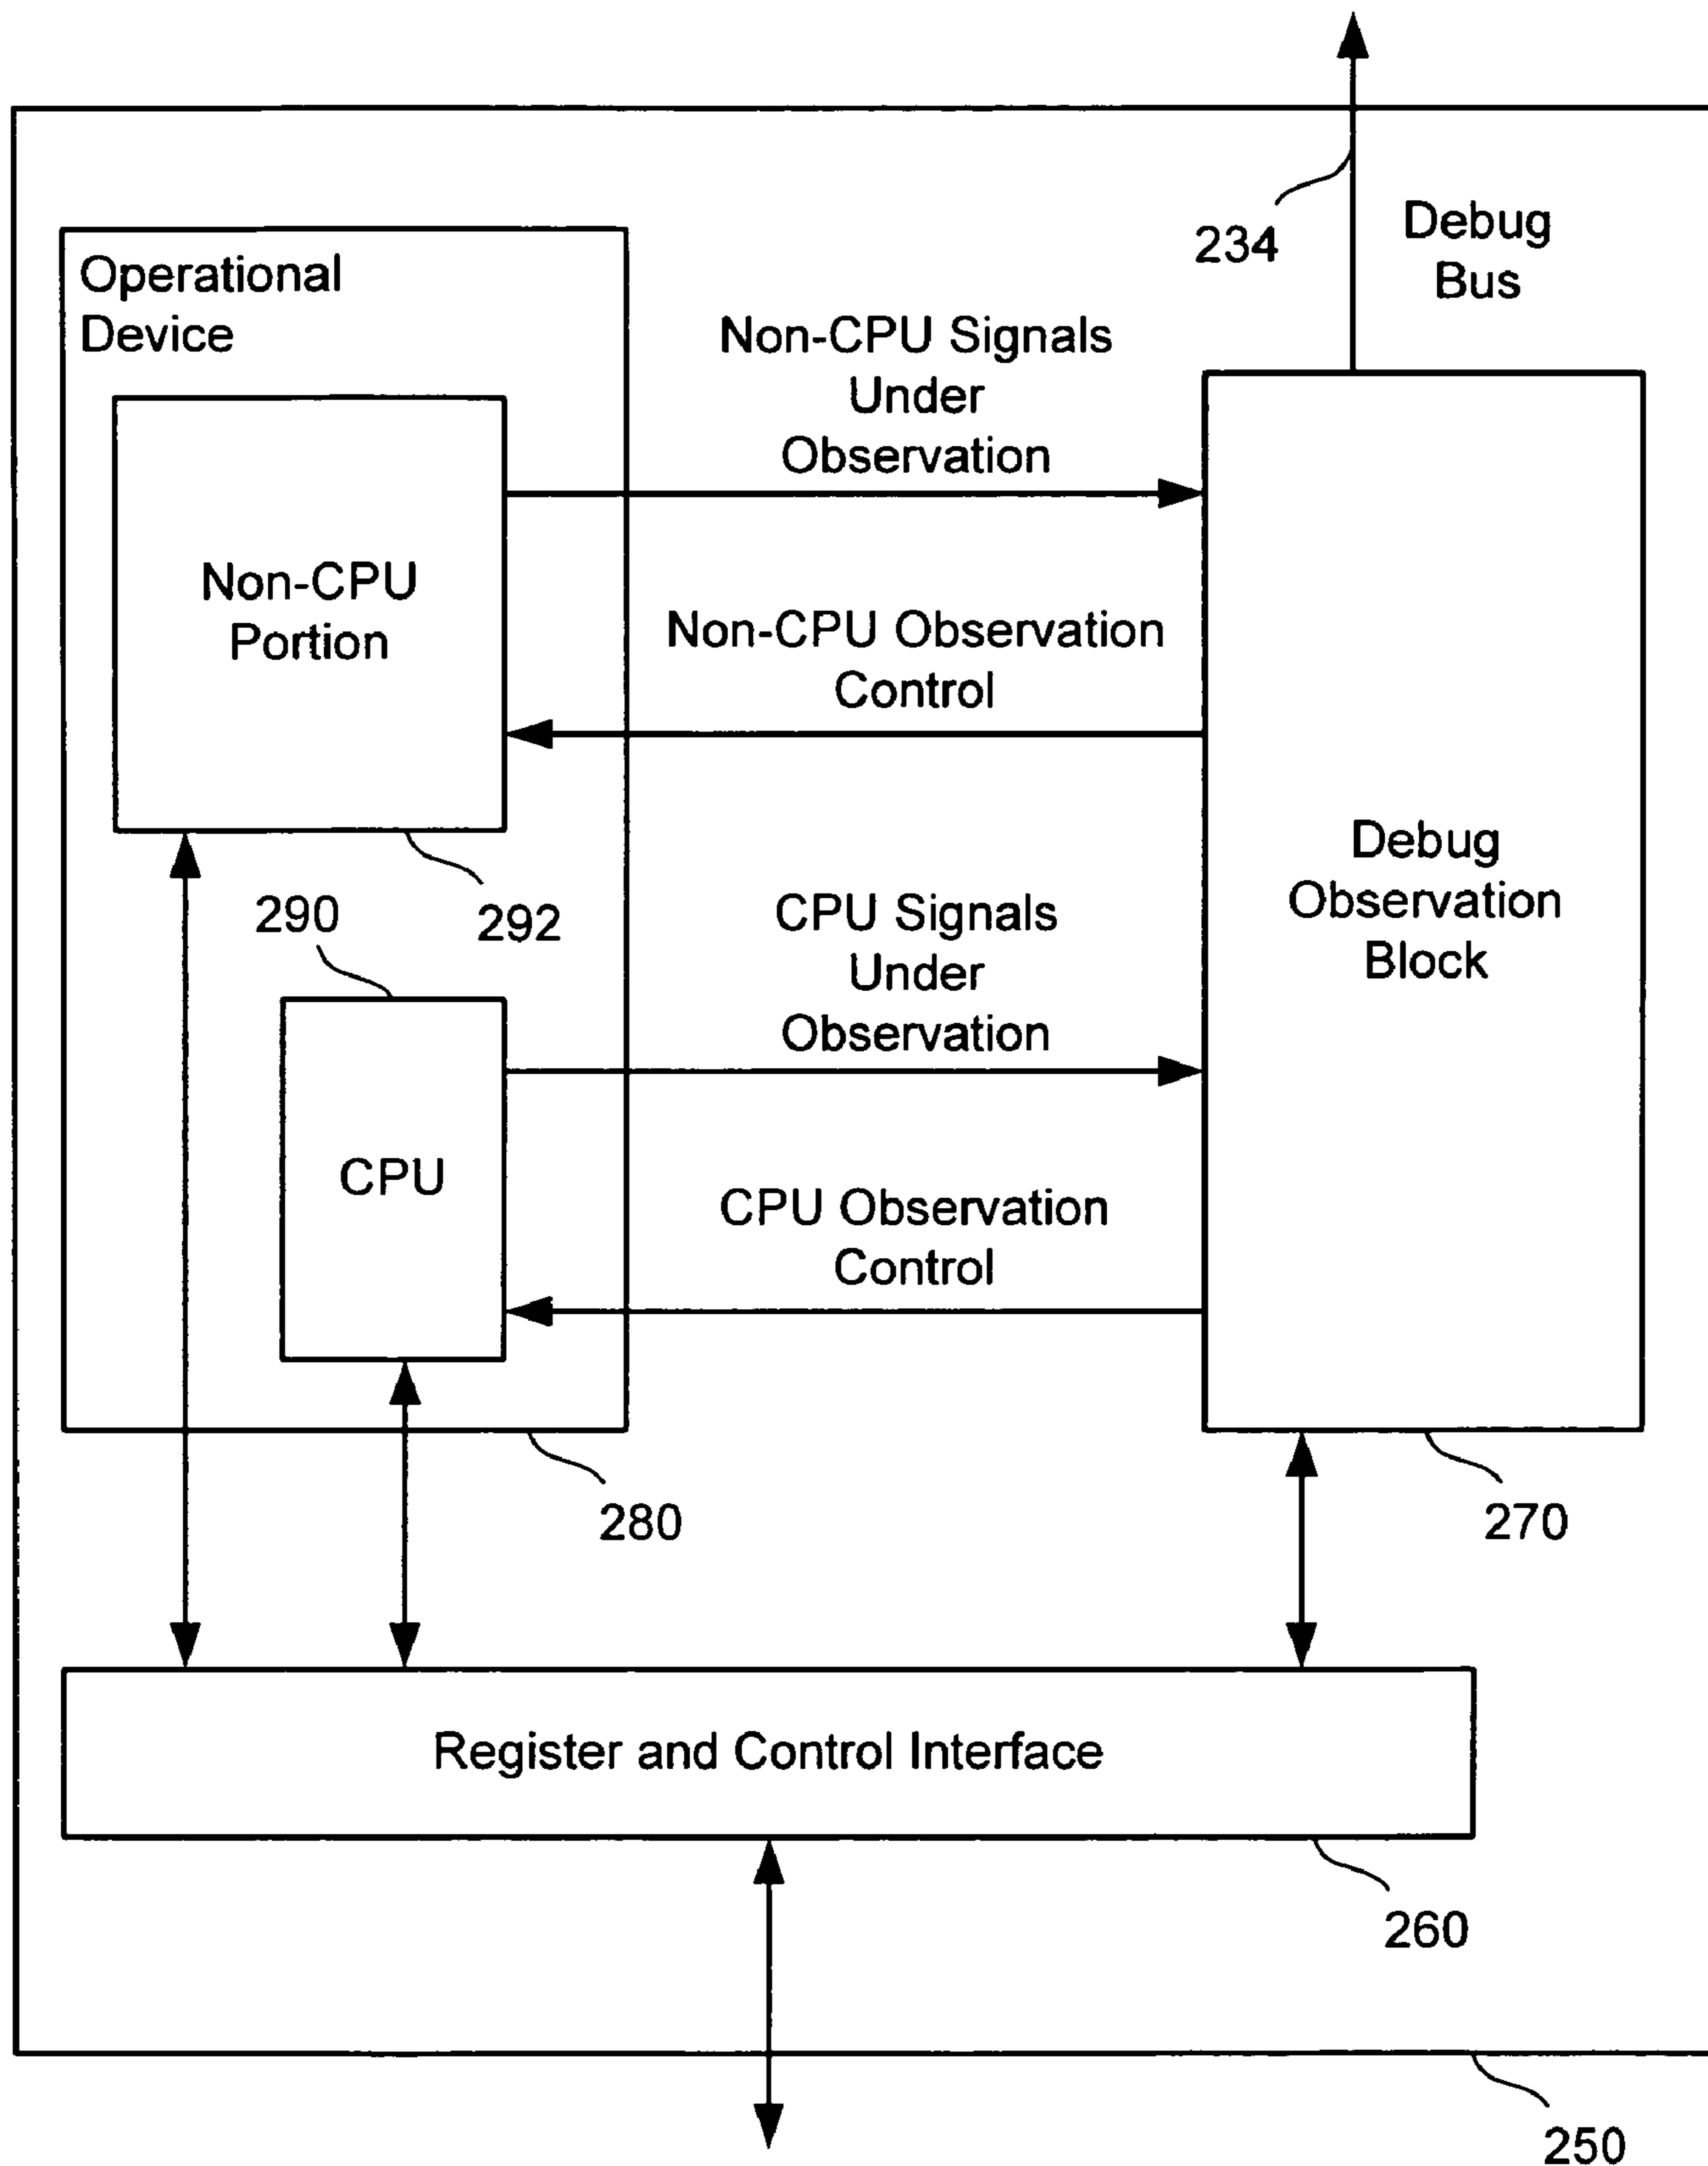 234
Debug
Bus
Operational
Device
Non-CPU Signals
Under
Observation
Non-CPU
Portion
Non-CPU Observation
Control
Debug
Observation
Block
290
292
CPU Signals
Under
Observation
CPU
CPU Observation
Control
280
270
Register and Control Interface
260
250